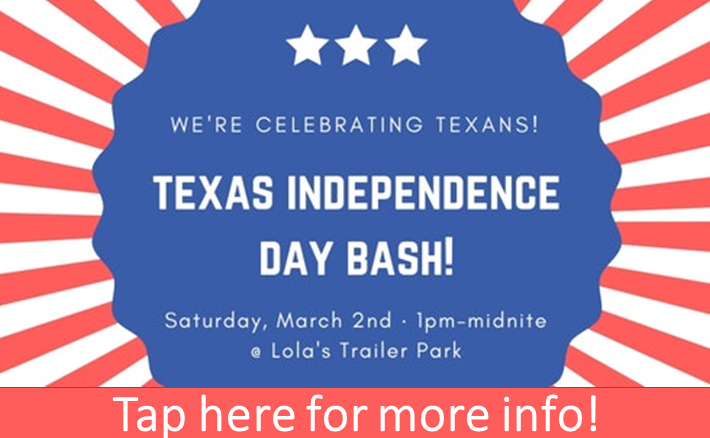 WE'RE CELEBRATING TEXANS!
TEXAS INDEPENDENCE
DAY BASH!
Saturday, March 2nd · 1pm-midnite
@ Lola's Trailer Park
Tap here for more info!